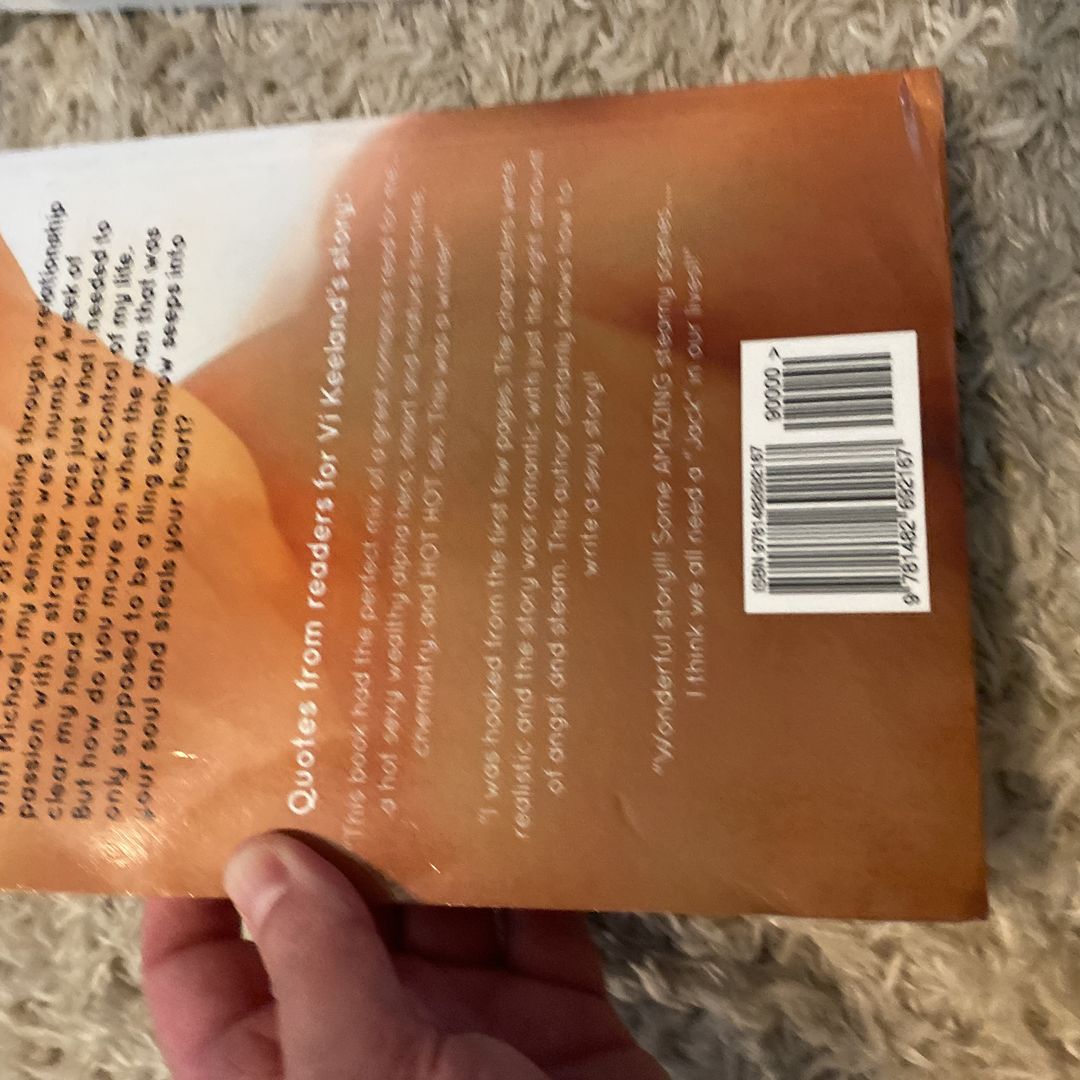 of coasting through a relationship
with Michael, my senses were numb. A week of
passion with a stranger was just what I needed to
clear my head and take back control of my life.
But how do you move on when the man that was
only supposed to be a fling somehow seeps into
your soul and steals your heart?
Quotes from readers for Vi Keeland's story:
"This book had the perfect mix of a great romance read for me,
a hot sexy wealthy alpha hero, smart and mature heroine,
chemistry, and HOT HOT sex. This was a winner!"
"I was hooked from the first few pages. The characters were
realistic and the story was romantic with just the right amount
of angst and steam. This author certainly knows how to
write a sexy story!!
"Wonderful story!!! Some AMAZING steamy scenes....
I think we all need a "Jack" in our lives!!"
ISBN 9781482692167
90000 >
9 781482 692167